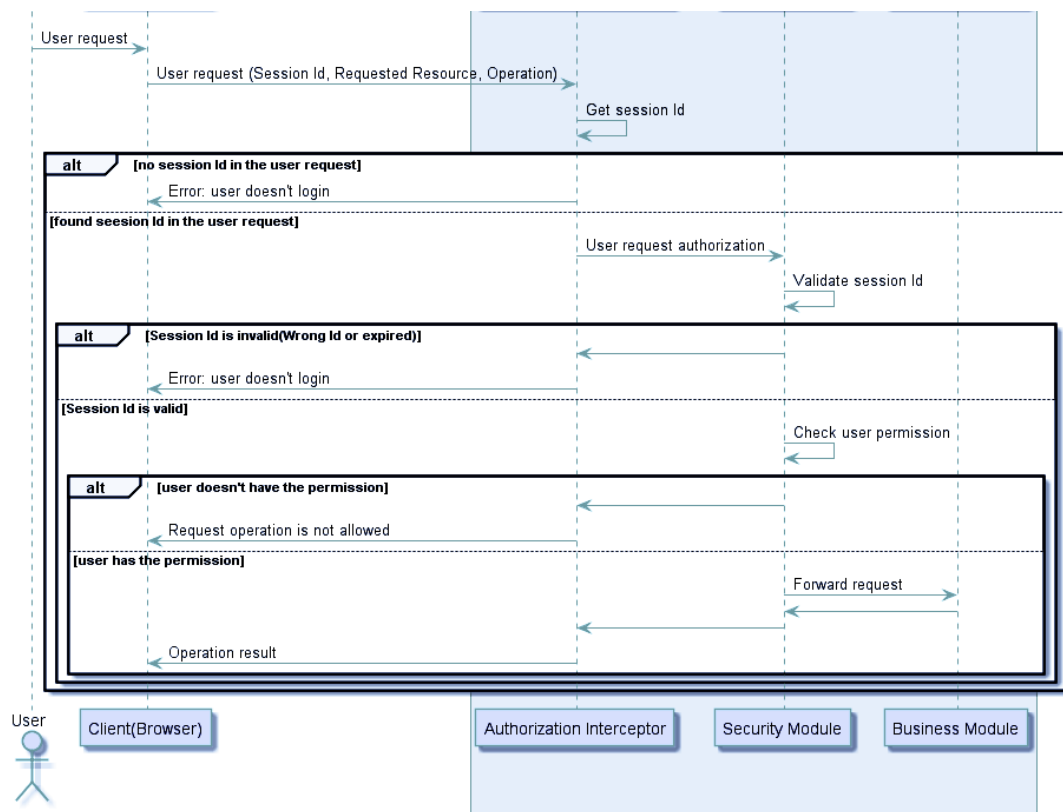 User request
User request (Session Id, Requested Resource, Operation)
Get session Id
alt [no session Id in the user request]
Error: user doesn't login
[found seesion Id in the user request]
User request authorization
Validate session Id
alt [Session Id is invalid(Wrong Id or expired)]
Error: user doesn't login
[Session Id is valid]
Check user permission
alt [user doesn't have the permission]
Request operation is not allowed
[user has the permission]
Forward request
Operation result
User
Client(Browser)
Authorization Interceptor
Security Module
Business Module